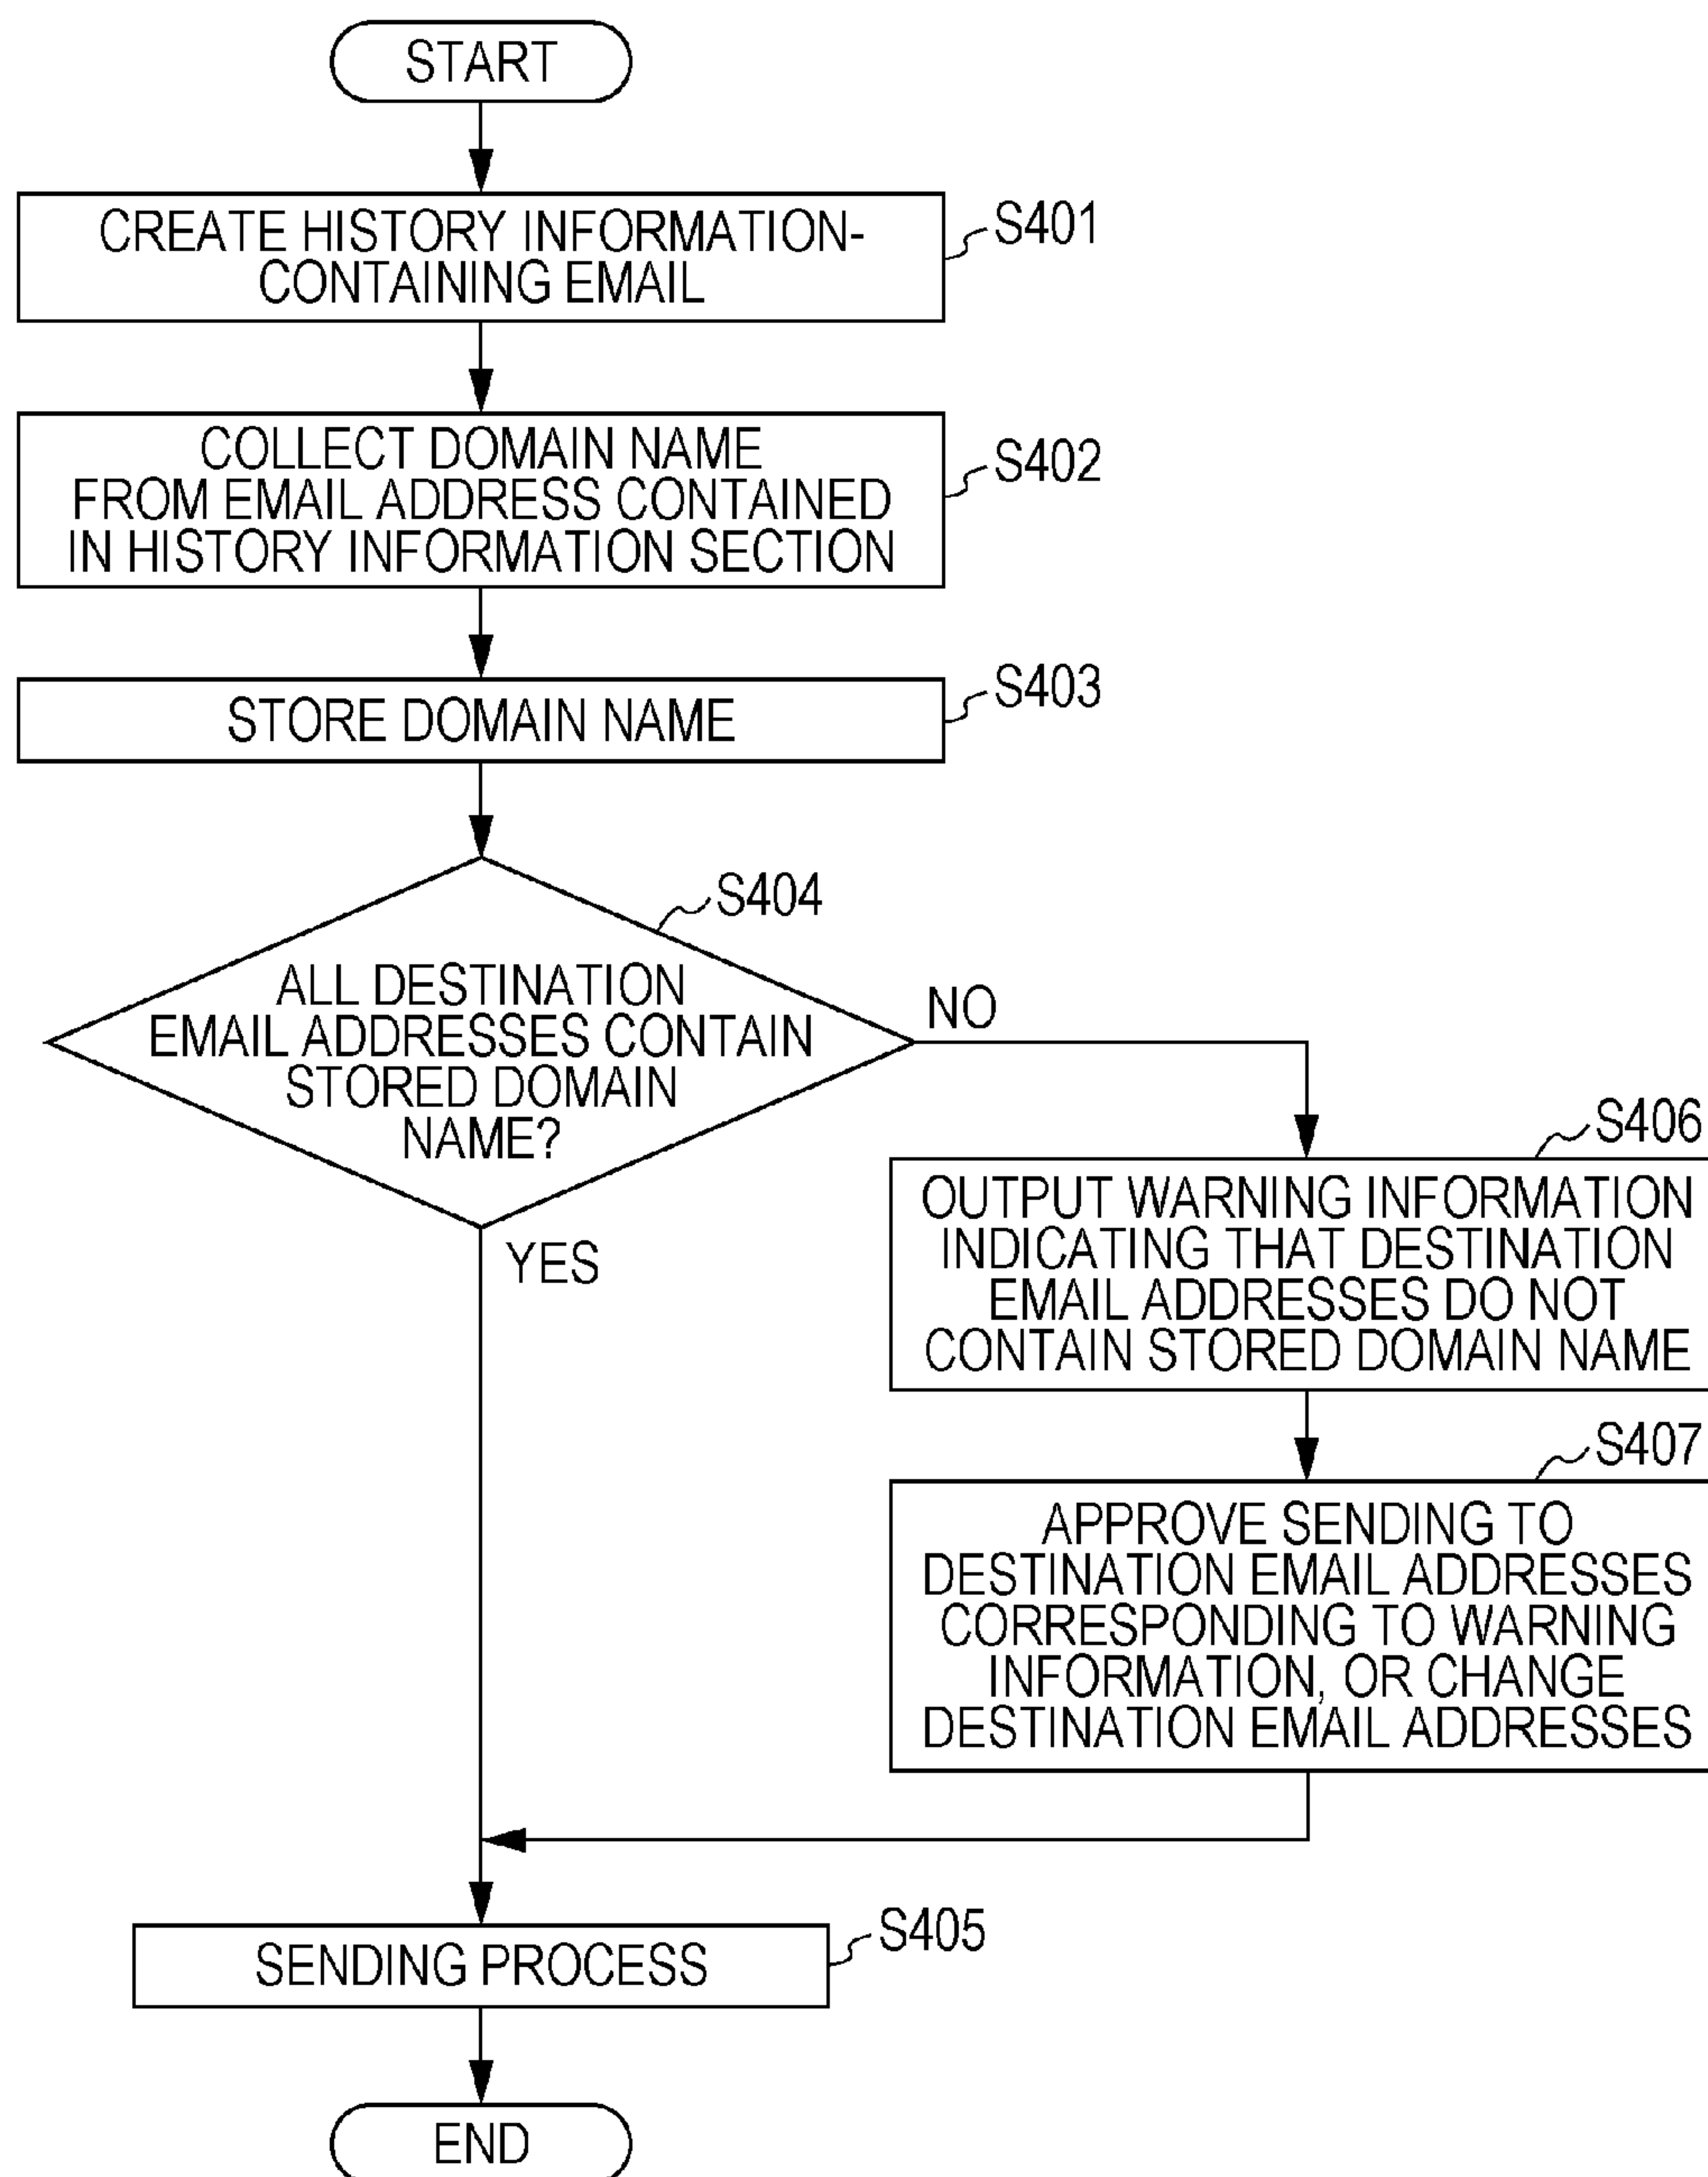 START
CREATE HISTORY INFORMATION-
CONTAINING EMAIL
S401
COLLECT DOMAIN NAME
FROM EMAIL ADDRESS CONTAINED
IN HISTORY INFORMATION SECTION
S402
STORE DOMAIN NAME
S403
S404
ALL DESTINATION
EMAIL ADDRESSES CONTAIN
STORED DOMAIN
NAME?
NO
YES
S406
OUTPUT WARNING INFORMATION
INDICATING THAT DESTINATION
EMAIL ADDRESSES DO NOT
CONTAIN STORED DOMAIN NAME
S407
APPROVE SENDING TO
DESTINATION EMAIL ADDRESSES
CORRESPONDING TO WARNING
INFORMATION, OR CHANGE
DESTINATION EMAIL ADDRESSES
SENDING PROCESS
S405
END